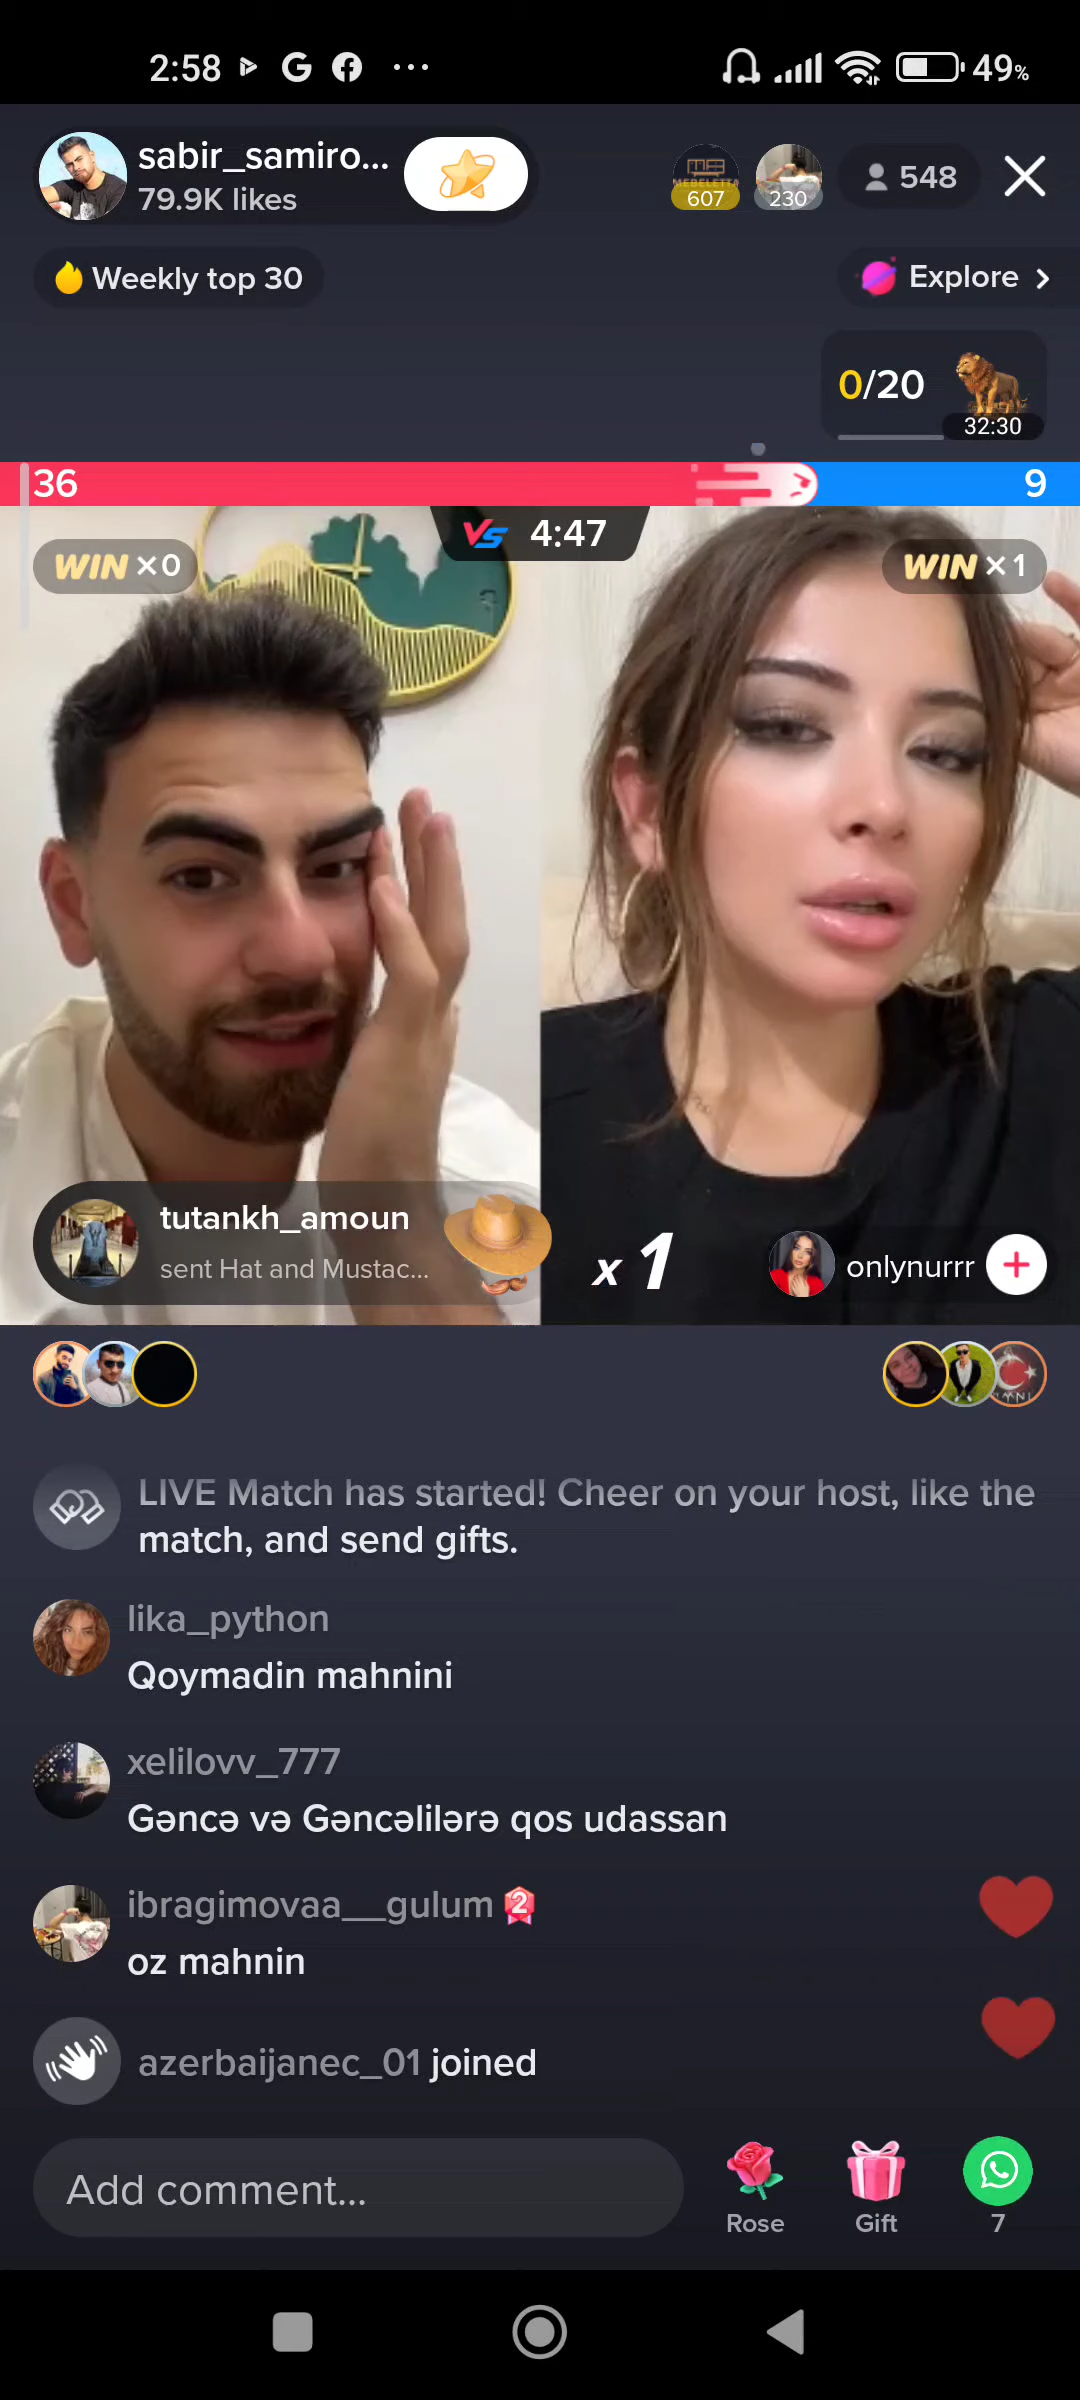 2:58
49%
sabir_samiro...
79.9K likes
607
230
548
Weekly top 30
Explore
0/20
32:30
36
9
VS 4:47
WIN ×0
WIN ×1
tutankh_amoun
sent Hat and Mustac...
x 1
onlynurrr
LIVE Match has started! Cheer on your host, like the
match, and send gifts.
lika_python
Qoymadin mahnini
xelilovv_777
Gəncə və Gəncəlilərə qos udassan
ibragimovaa__gulum 2
oz mahnin
azerbaijanec_01 joined
Add comment...
Rose
Gift
7